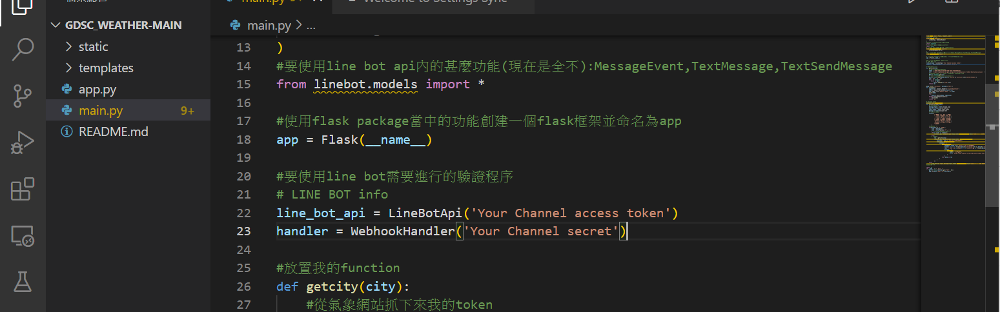 main.py 9+
Welcome to Settings Sync
GDSC_WEATHER-MAIN
static
templates
app.py
main.py 9+
README.md
main.py > ...
13 )
14 #要使用line bot api內的甚麼功能(現在是全不):MessageEvent,TextMessage,TextSendMessage
15 from linebot.models import *
16
17 #使用flask package當中的功能創建一個flask框架並命名為app
18 app = Flask(__name__)
19
20 #要使用line bot需要進行的驗證程序
21 # LINE BOT info
22 line_bot_api = LineBotApi('Your Channel access token')
23 handler = WebhookHandler('Your Channel secret')
24
25 #放置我的function
26 def getcity(city):
27 #從氣象網站抓下來我的token